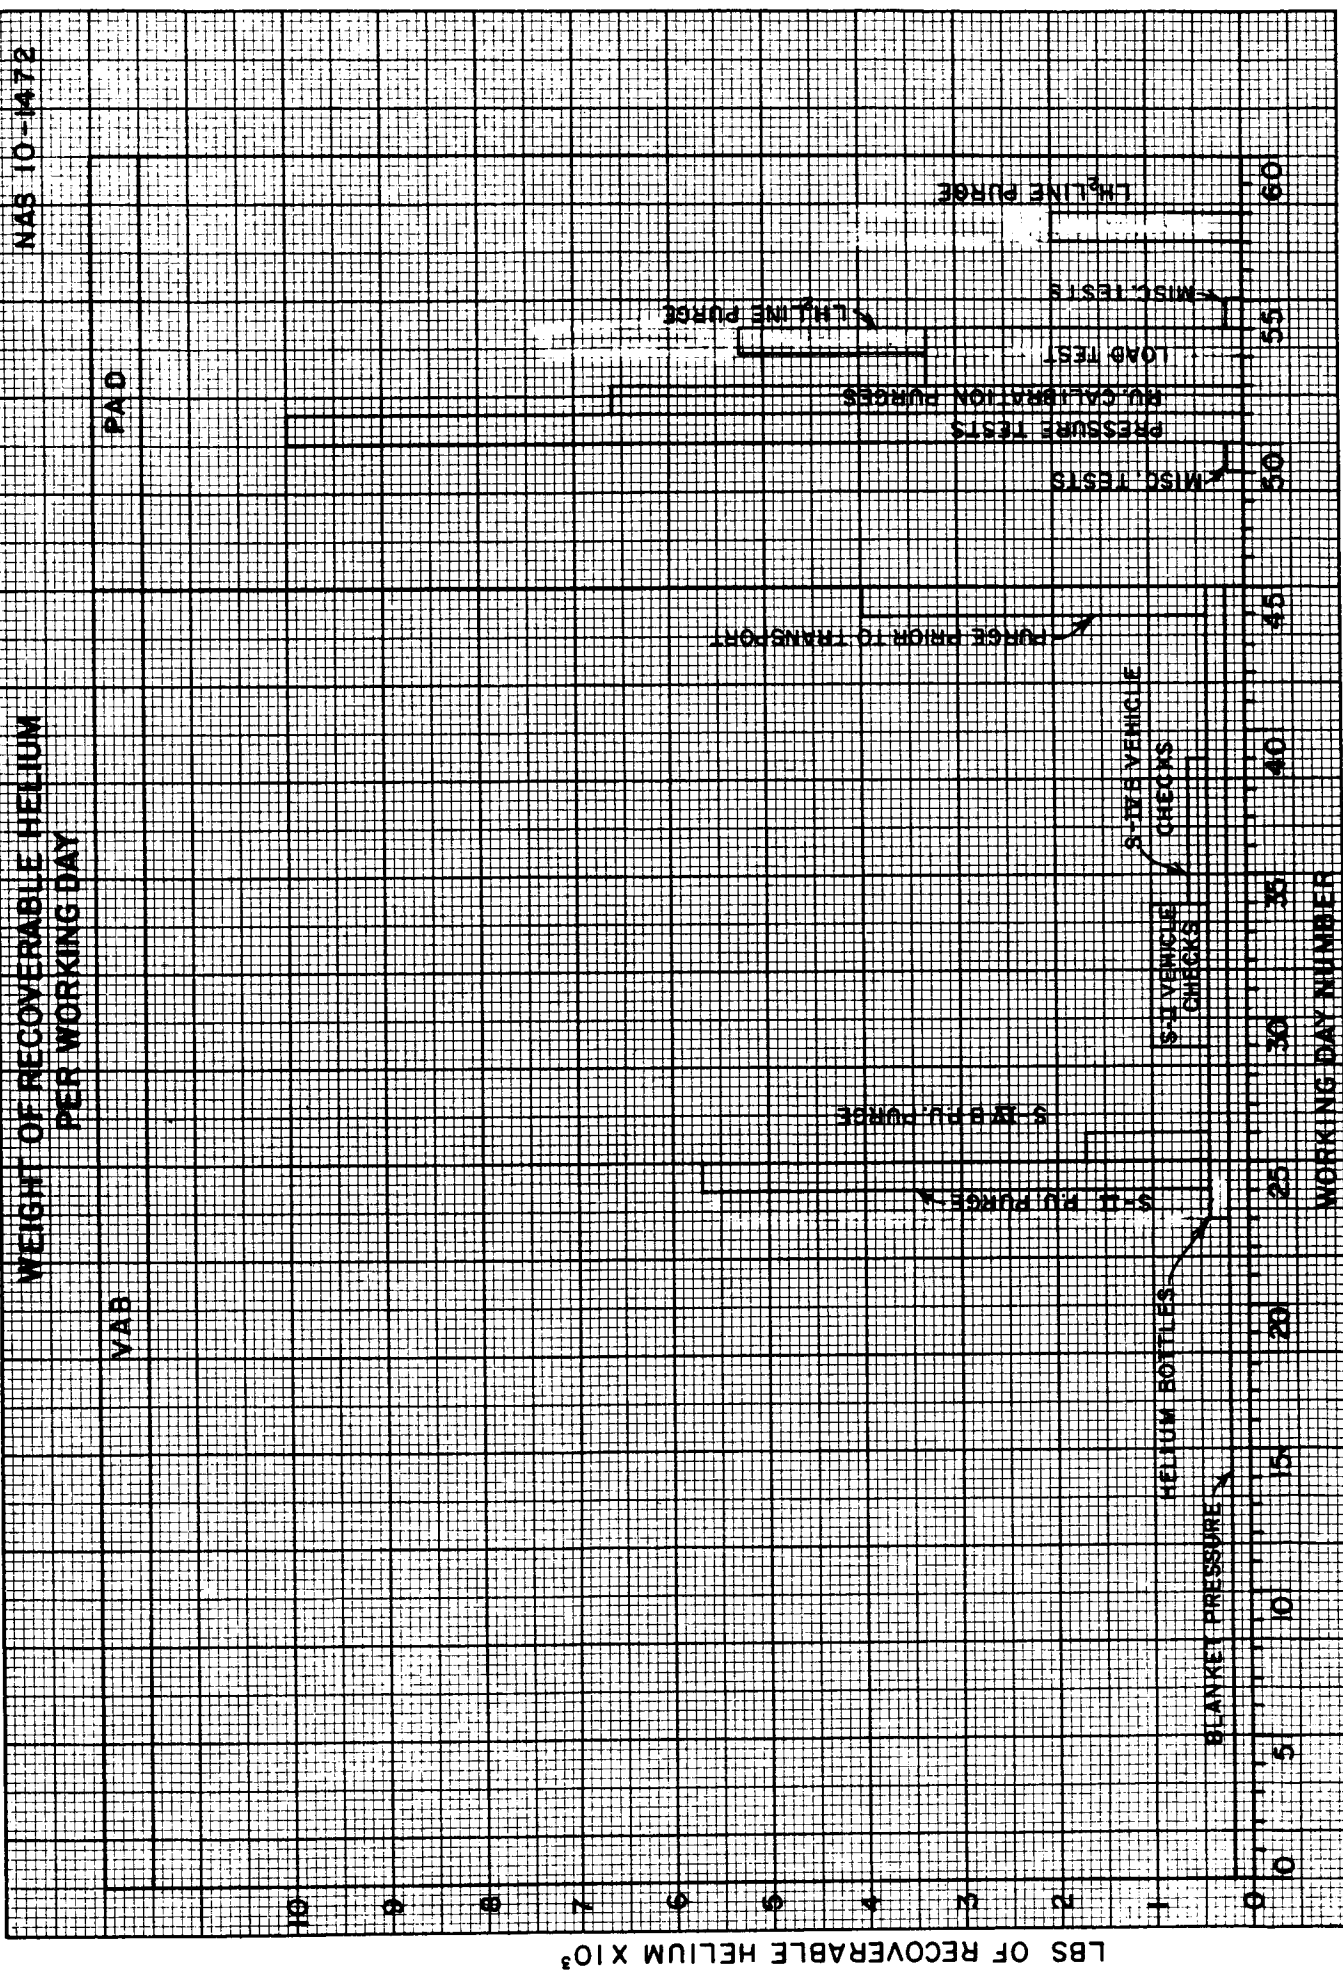 NAS 10-1472
WEIGHT OF RECOVERABLE HELIUM
PER WORKING DAY
VAB
PAD
LBS OF RECOVERABLE HELIUM X10³
10
9
8
7
6
5
4
3
2
1
0
BLANKET PRESSURE
HELIUM BOTTLES
S-II P.U. PURGE
S-IVB P.U. PURGE
S-II VEHICLE
CHECKS
S-IVB VEHICLE
CHECKS
PURGE PRIOR TO TRANSPORT
MISC. TESTS
PRESSURE TESTS
P.U. CALIBRATION PURGES
LOAD TEST
LH₂ LINE PURGE
MISC. TESTS
LH₂ LINE PURGE
0
5
10
15
20
25
30
35
40
45
50
55
60
WORKING DAY NUMBER